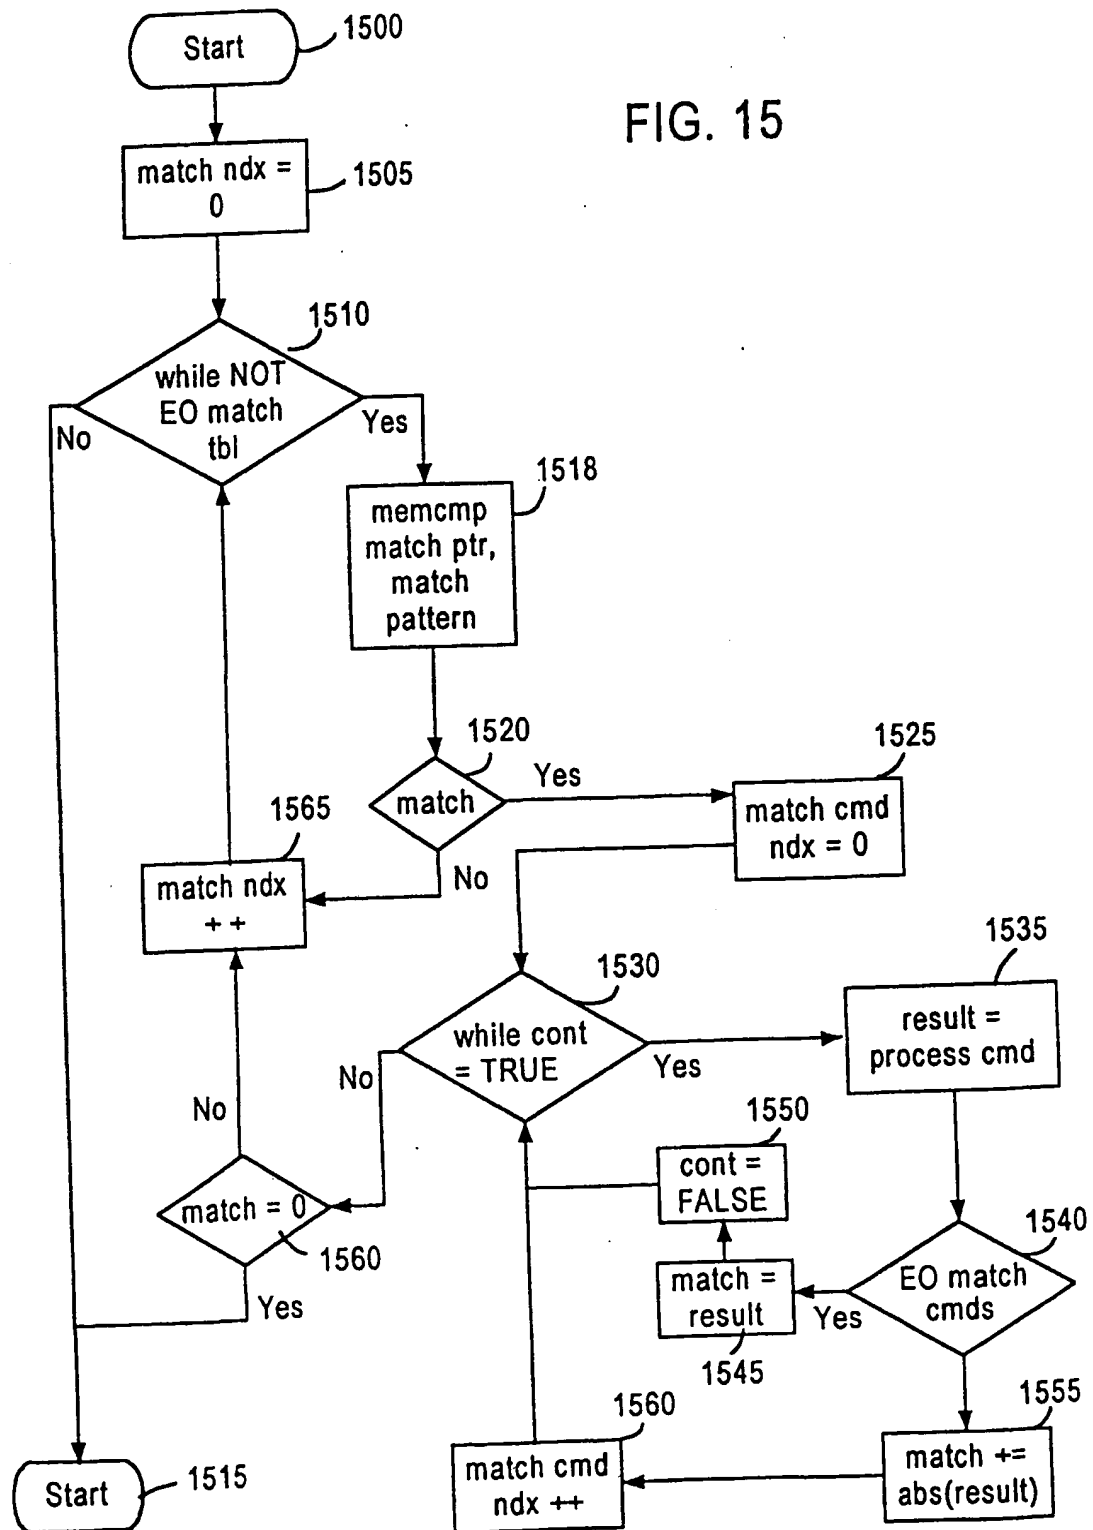 Start
1500
FIG. 15
match ndx =
0
1505
1510
while NOT
EO match
tbl
No
Yes
1518
memcmp
match ptr,
match
pattern
1520
match
Yes
No
1525
match cmd
ndx = 0
1565
match ndx
+ +
1530
while cont
= TRUE
No
Yes
1535
result =
process cmd
No
1550
cont =
FALSE
match = 0
1560
Yes
1540
EO match
cmds
Yes
match =
result
1545
1555
match +=
abs(result)
1560
match cmd
ndx ++
Start
1515